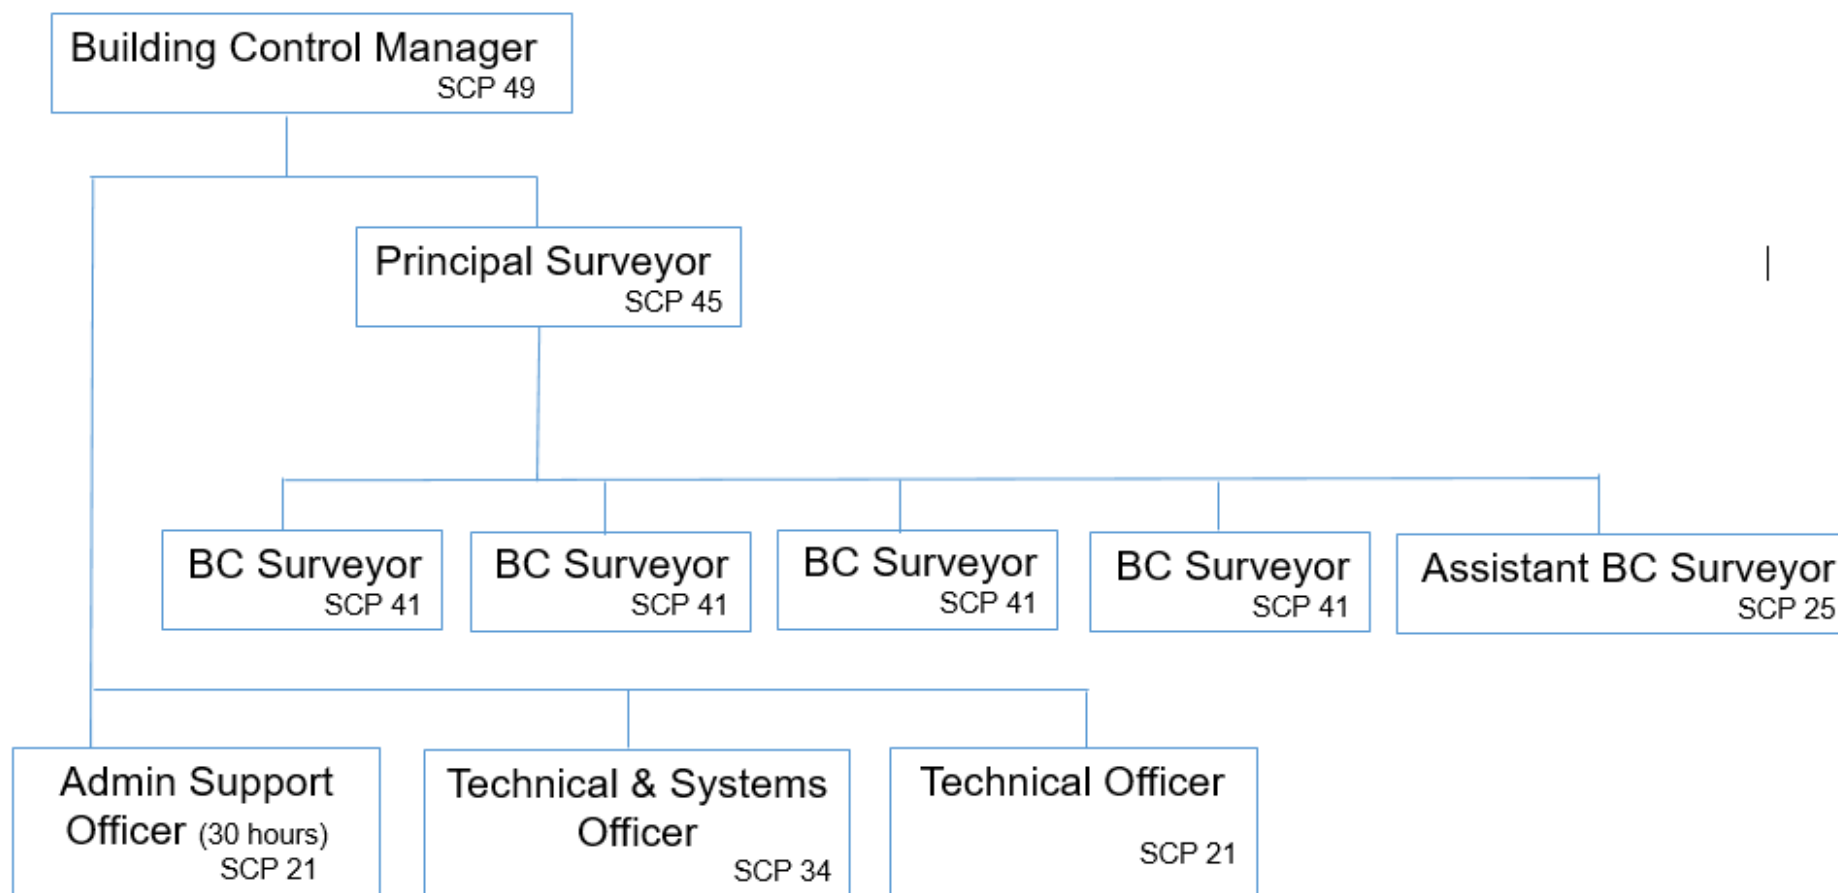 Building Control Manager
SCP 49
Principal Surveyor
SCP 45
BC Surveyor
SCP 41
BC Surveyor
SCP 41
BC Surveyor
SCP 41
BC Surveyor
SCP 41
Assistant BC Surveyor
SCP 25
Admin Support
Officer (30 hours)
SCP 21
Technical & Systems
Officer
SCP 34
Technical Officer
SCP 21